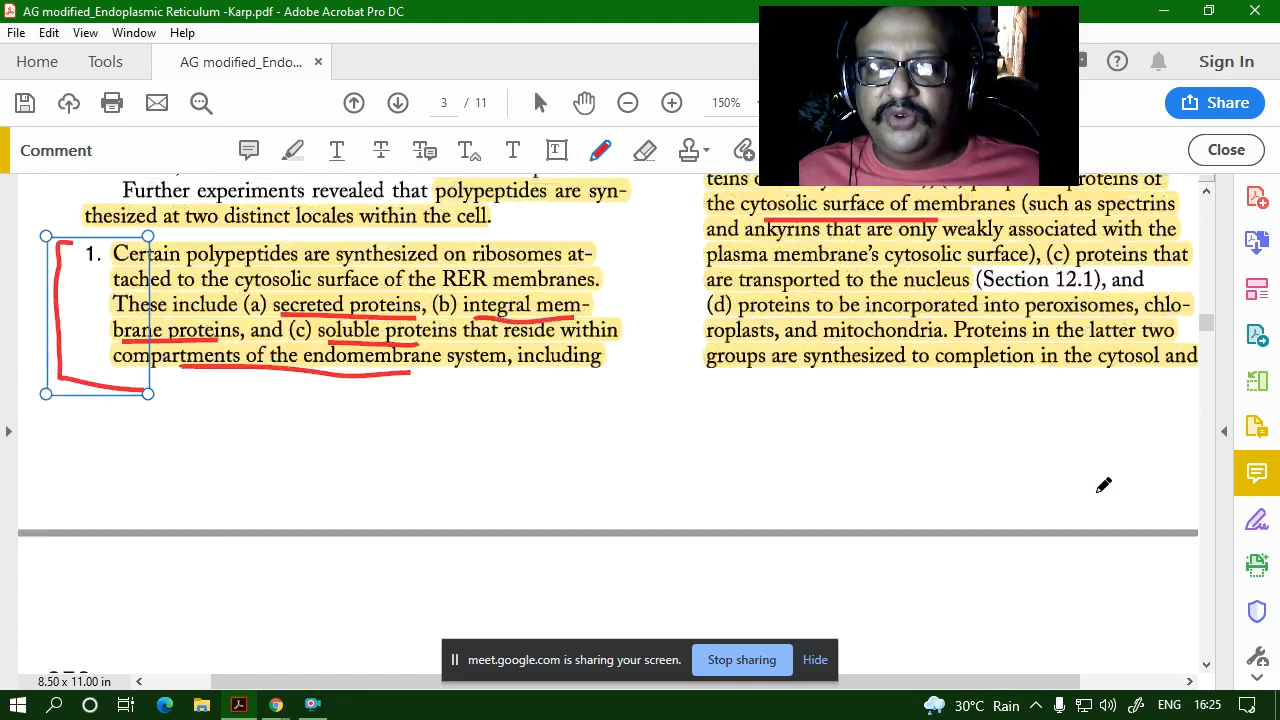 AG modified_Endoplasmic Reticulum -Karp.pdf - Adobe Acrobat Pro DC
File Edit View Window Help
Home Tools AG modified_Endo... × Sign In
3 / 11 150% Share
Comment Close
Further experiments revealed that polypeptides are syn-
thesized at two distinct locales within the cell.
1. Certain polypeptides are synthesized on ribosomes at-
tached to the cytosolic surface of the RER membranes.
These include (a) secreted proteins, (b) integral mem-
brane proteins, and (c) soluble proteins that reside within
compartments of the endomembrane system, including
proteins of
the cytosolic surface of membranes (such as spectrins
and ankyrins that are only weakly associated with the
plasma membrane's cytosolic surface), (c) proteins that
are transported to the nucleus (Section 12.1), and
(d) proteins to be incorporated into peroxisomes, chlo-
roplasts, and mitochondria. Proteins in the latter two
groups are synthesized to completion in the cytosol and
meet.google.com is sharing your screen. Stop sharing Hide
8.50 x 11.00 in
30°C Rain ENG 16:25